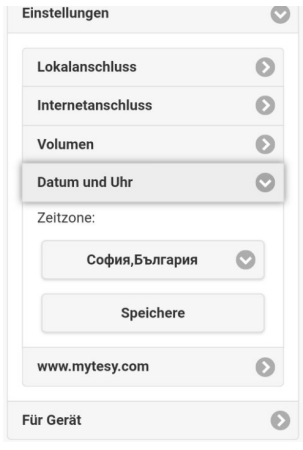 Einstellungen
Lokalanschluss
Internetanschluss
Volumen
Datum und Uhr
Zeitzone:
София,България
Speichere
www.mytesy.com
Für Gerät